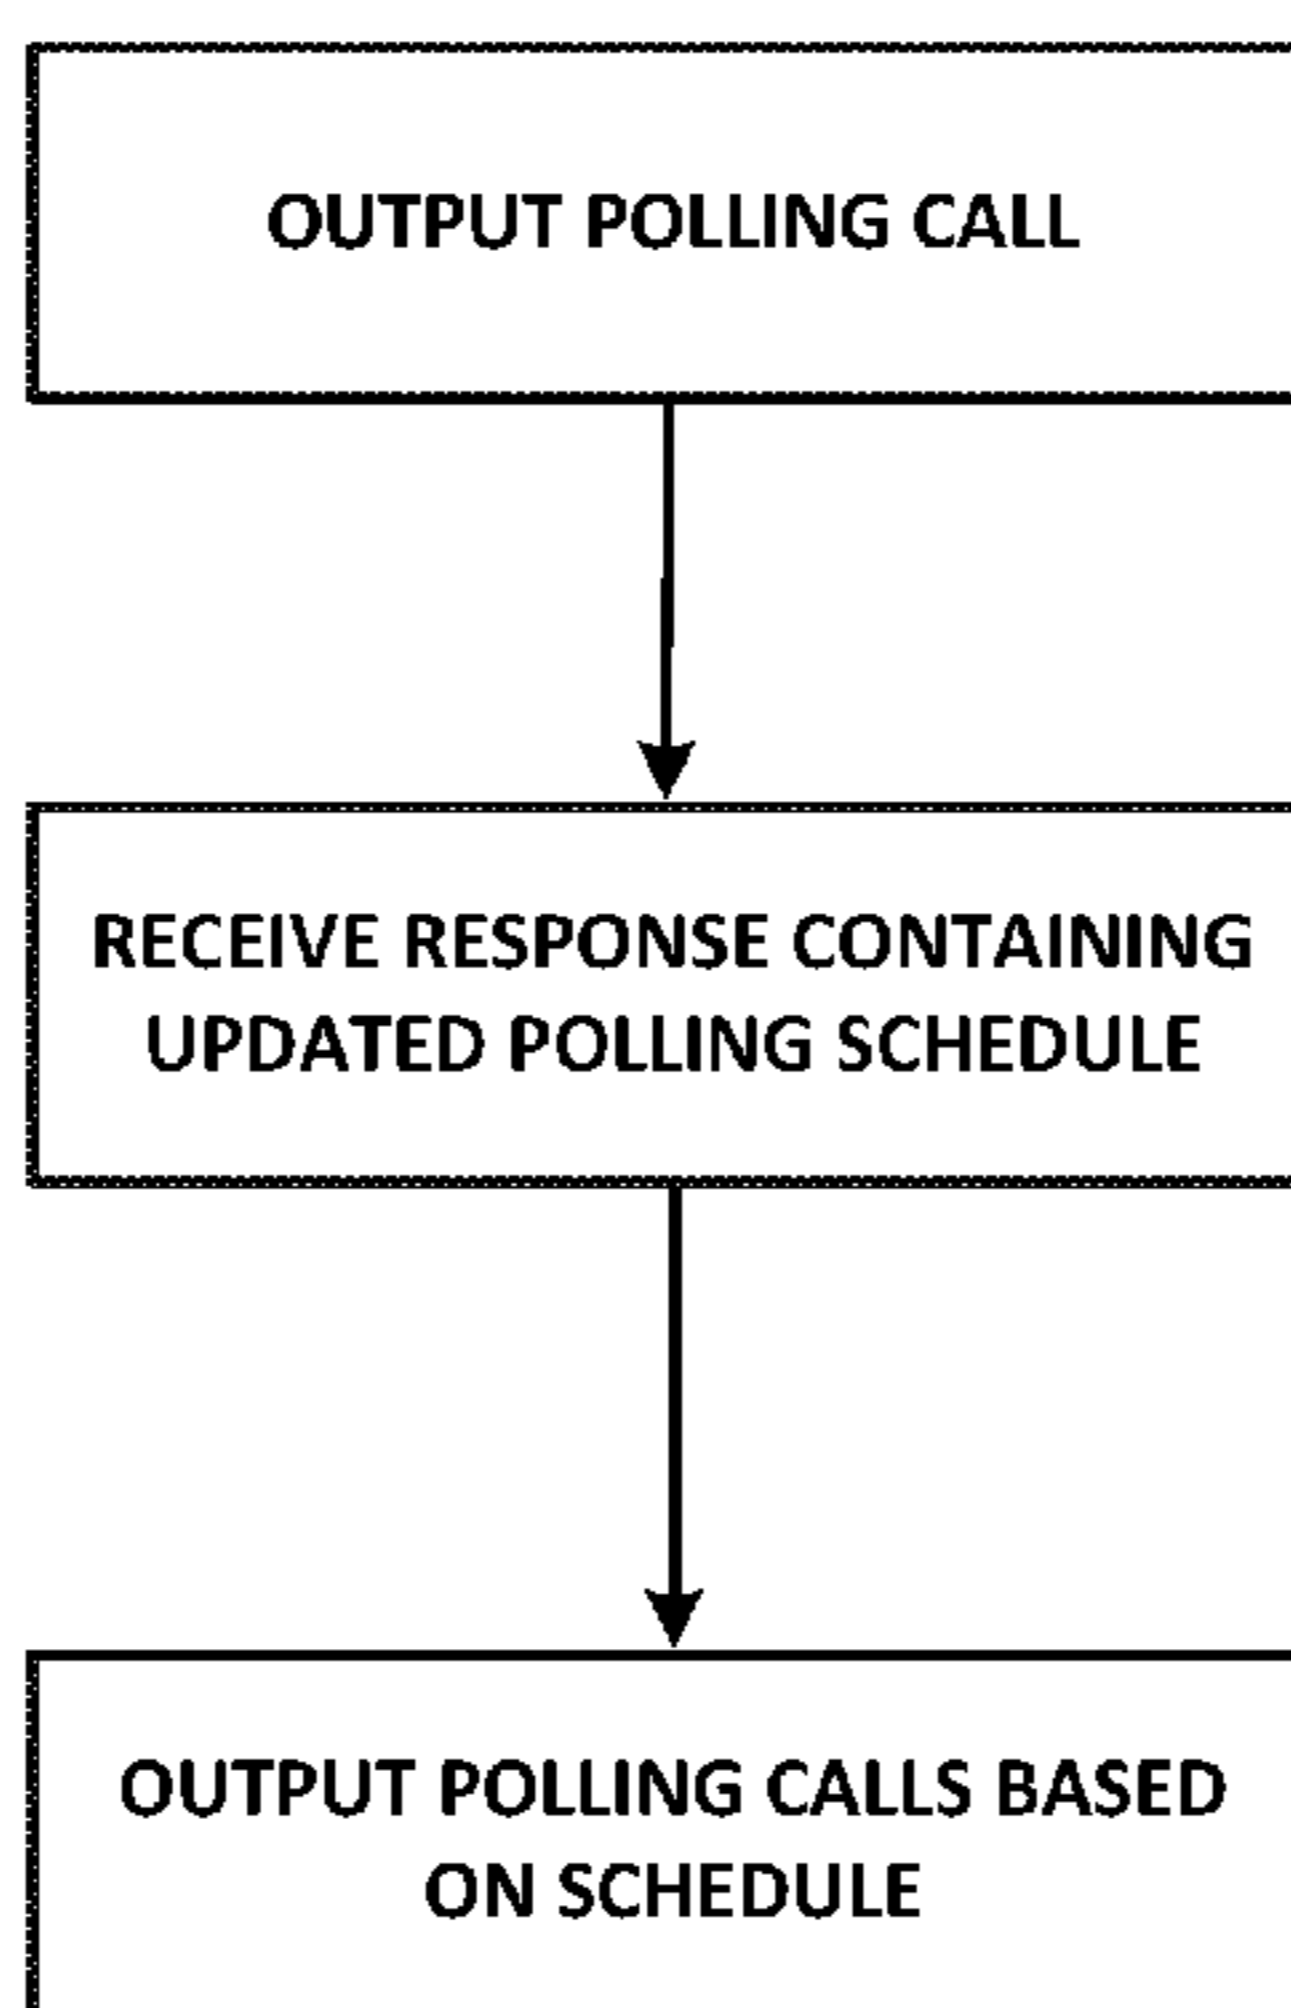 OUTPUT POLLING CALL
RECEIVE RESPONSE CONTAINING
UPDATED POLLING SCHEDULE
OUTPUT POLLING CALLS BASED
ON SCHEDULE